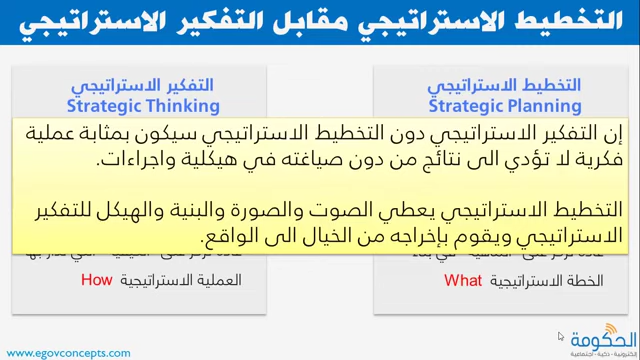 التخطيط الاستراتيجي مقابل التفكير الاستراتيجي
التخطيط الاستراتيجي
Strategic Planning
التفكير الاستراتيجي
Strategic Thinking
إن التفكير الاستراتيجي دون التخطيط الاستراتيجي سيكون بمثابة عملية
فكرية لا تؤدي الى نتائج من دون صياغته في هيكلية واجراءات.
التخطيط الاستراتيجي يعطي الصوت والصورة والبنية والهيكل للتفكير
الاستراتيجي ويقوم بإخراجه من الخيال الى الواقع.
الخطة الاستراتيجية What
العملية الاستراتيجية How
www.egovconcepts.com
الحكومة
إلكترونية - ذكية - اجتماعية